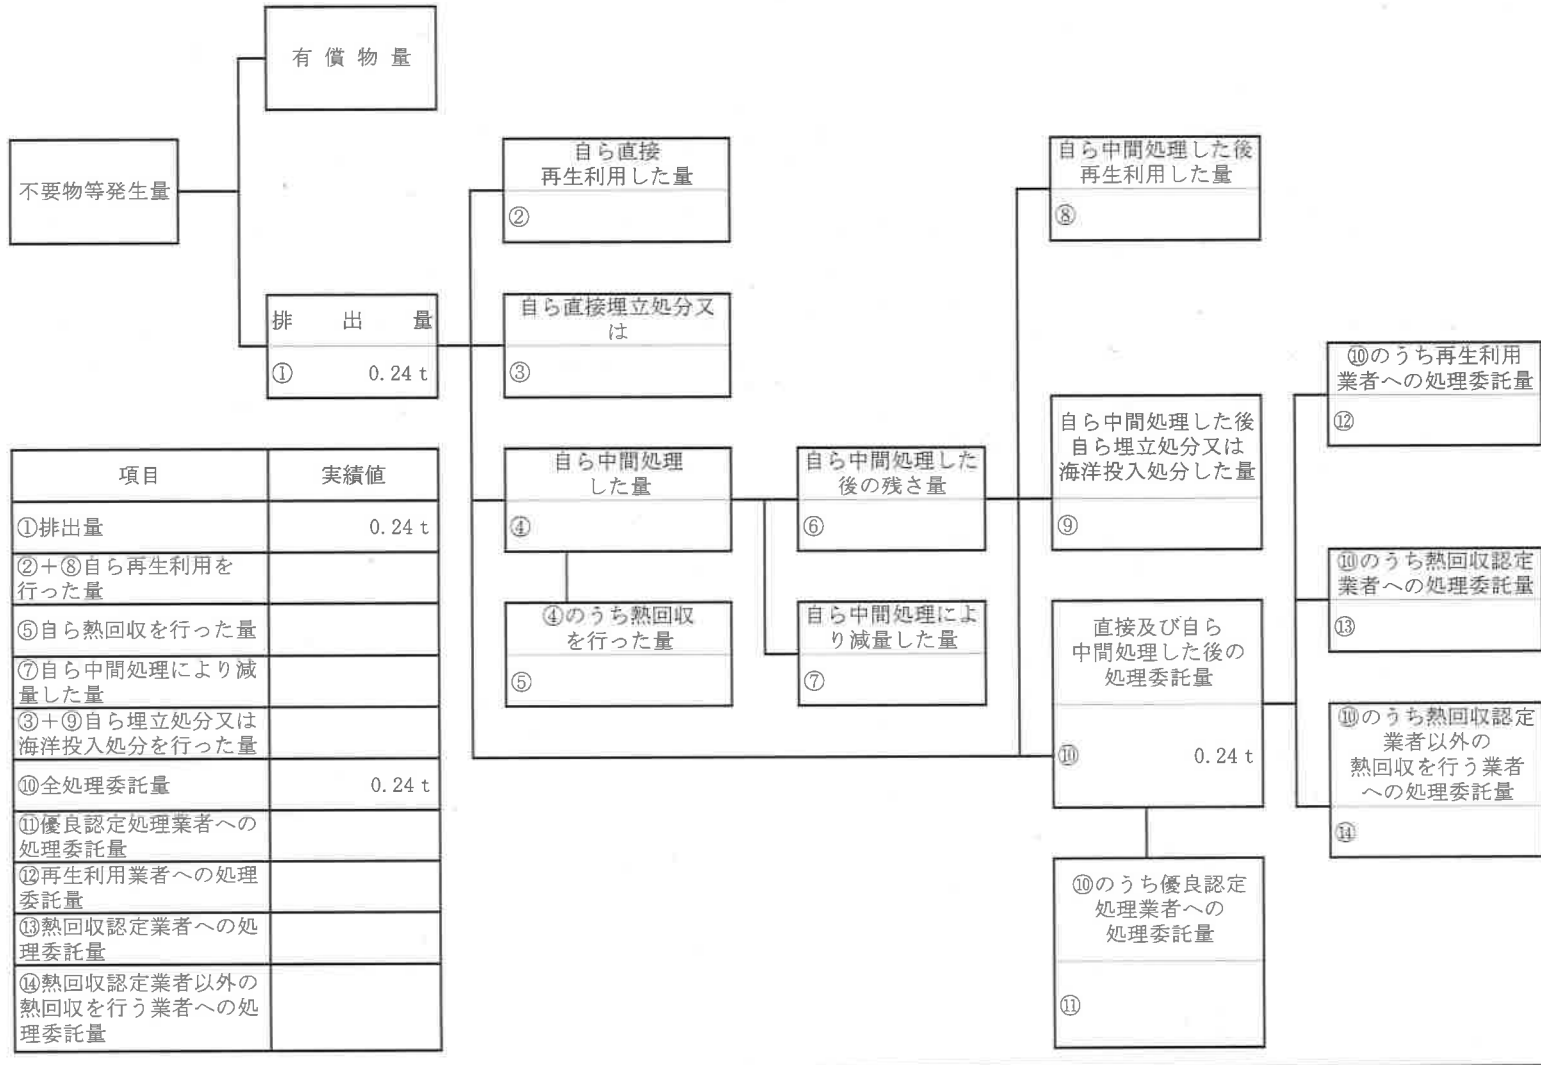 有償物量
不要物等発生量
排出量
① 0.24 t
自ら直接
再生利用した量
②
自ら直接埋立処分又
は
③
自ら中間処理
した量
④
④のうち熱回収
を行った量
⑤
自ら中間処理した
後の残さ量
⑥
自ら中間処理によ
り減量した量
⑦
自ら中間処理した後
再生利用した量
⑧
自ら中間処理した後
自ら埋立処分又は
海洋投入処分した量
⑨
直接及び自ら
中間処理した後の
処理委託量
⑩ 0.24 t
⑩のうち優良認定
処理業者への
処理委託量
⑪
⑩のうち再生利用
業者への処理委託量
⑫
⑩のうち熱回収認定
業者への処理委託量
⑬
⑩のうち熱回収認定
業者以外の
熱回収を行う業者
への処理委託量
⑭
項目 実績値
①排出量 0.24 t
②+⑧自ら再生利用を
行った量
⑤自ら熱回収を行った量
⑦自ら中間処理により減
量した量
③+⑨自ら埋立処分又は
海洋投入処分を行った量
⑩全処理委託量 0.24 t
⑪優良認定処理業者への
処理委託量
⑫再生利用業者への処理
委託量
⑬熱回収認定業者への処
理委託量
⑭熱回収認定業者以外の
熱回収を行う業者への処
理委託量